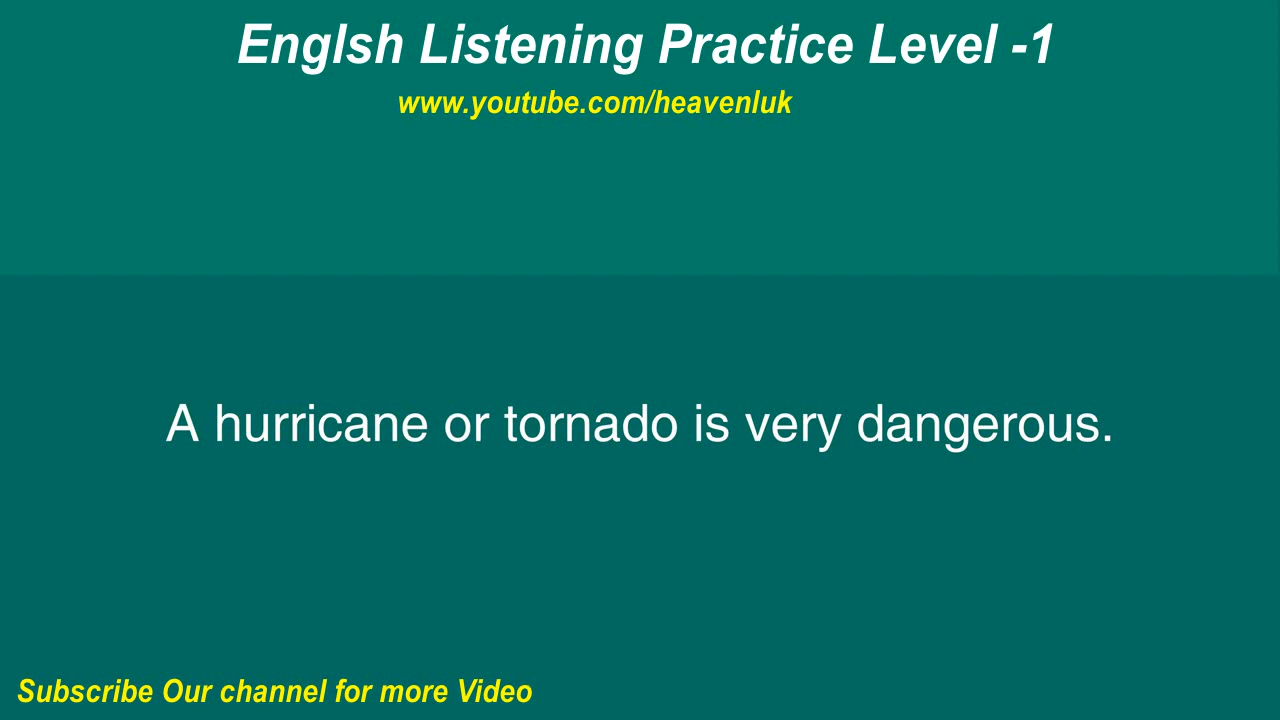 Englsh Listening Practice Level -1
www.youtube.com/heavenluk
A hurricane or tornado is very dangerous.
Subscribe Our channel for more Video